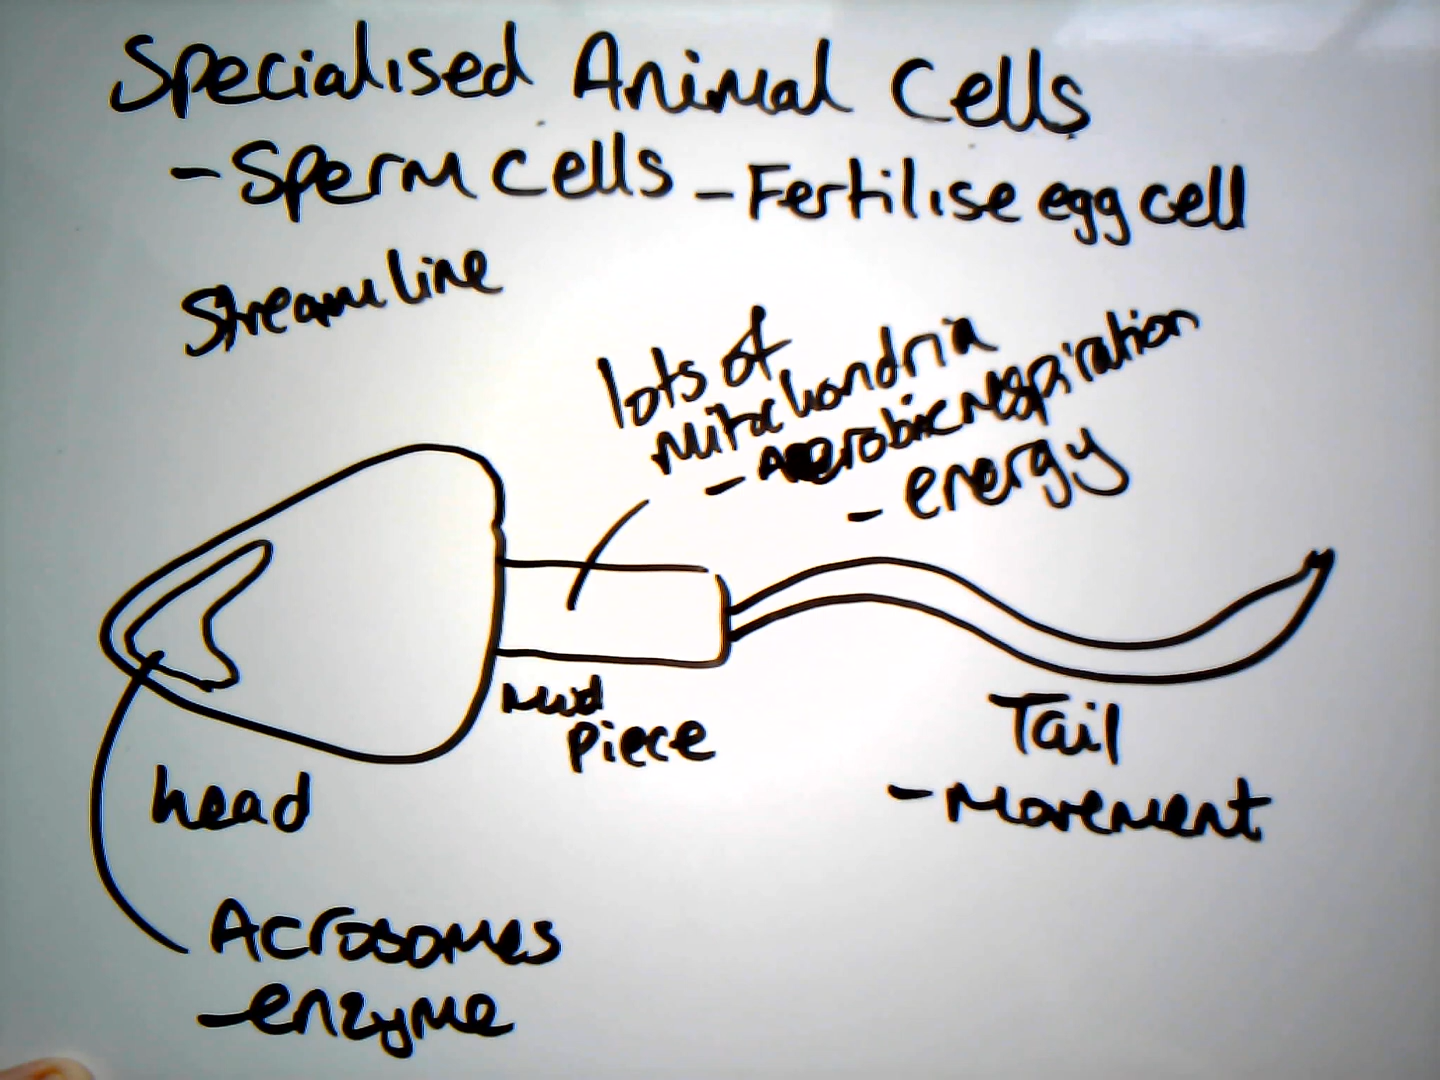 Specialised Animal Cells
- Sperm cells - Fertilise egg cell
Streamline
lots of
Mitochondria
- Aerobic respiration
- energy
Mid
Piece
Tail
- Movement
head
Acrosomes
- enzyme